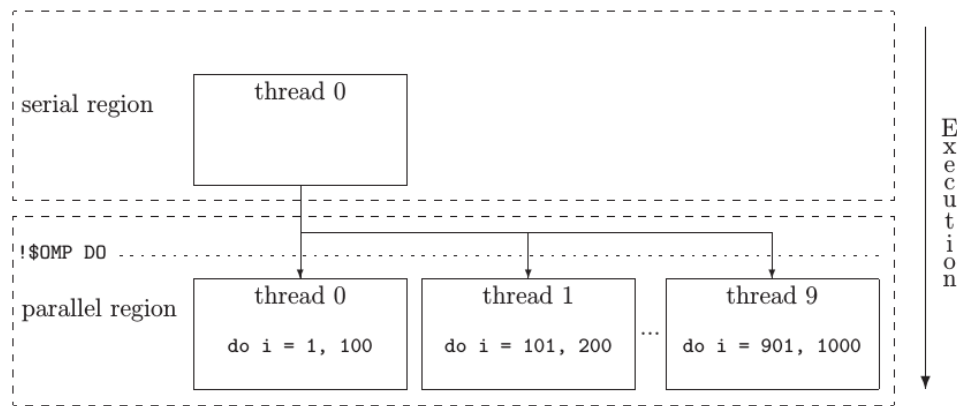 thread 0
serial region
Execution
!$OMP DO
thread 0
thread 1
thread 9
parallel region
...
do i = 1, 100
do i = 101, 200
do i = 901, 1000